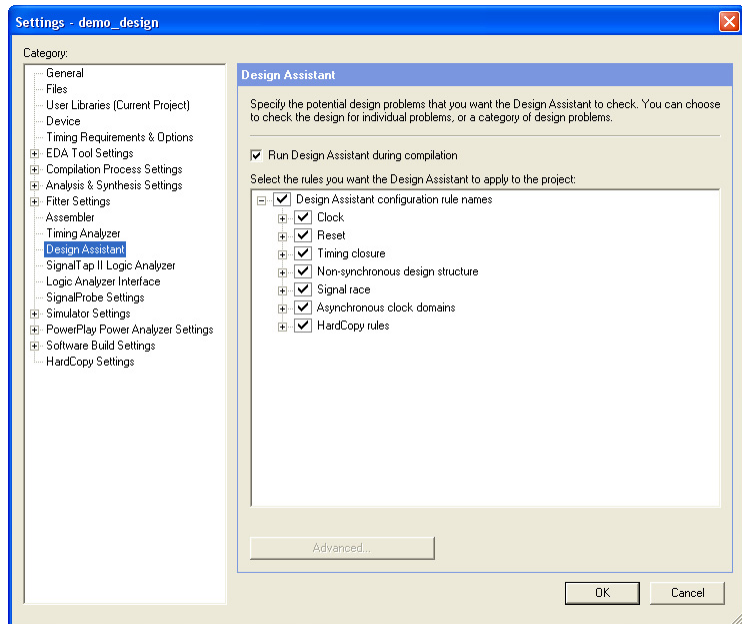 Settings - demo_design
Category:
General
Files
User Libraries (Current Project)
Device
Timing Requirements & Options
EDA Tool Settings
Compilation Process Settings
Analysis & Synthesis Settings
Fitter Settings
Assembler
Timing Analyzer
Design Assistant
SignalTap II Logic Analyzer
Logic Analyzer Interface
SignalProbe Settings
Simulator Settings
PowerPlay Power Analyzer Settings
Software Build Settings
HardCopy Settings
Design Assistant
Specify the potential design problems that you want the Design Assistant to check. You can choose
to check the design for individual problems, or a category of design problems.
Run Design Assistant during compilation
Select the rules you want the Design Assistant to apply to the project:
Design Assistant configuration rule names
Clock
Reset
Timing closure
Non-synchronous design structure
Signal race
Asynchronous clock domains
HardCopy rules
Advanced...
OK
Cancel